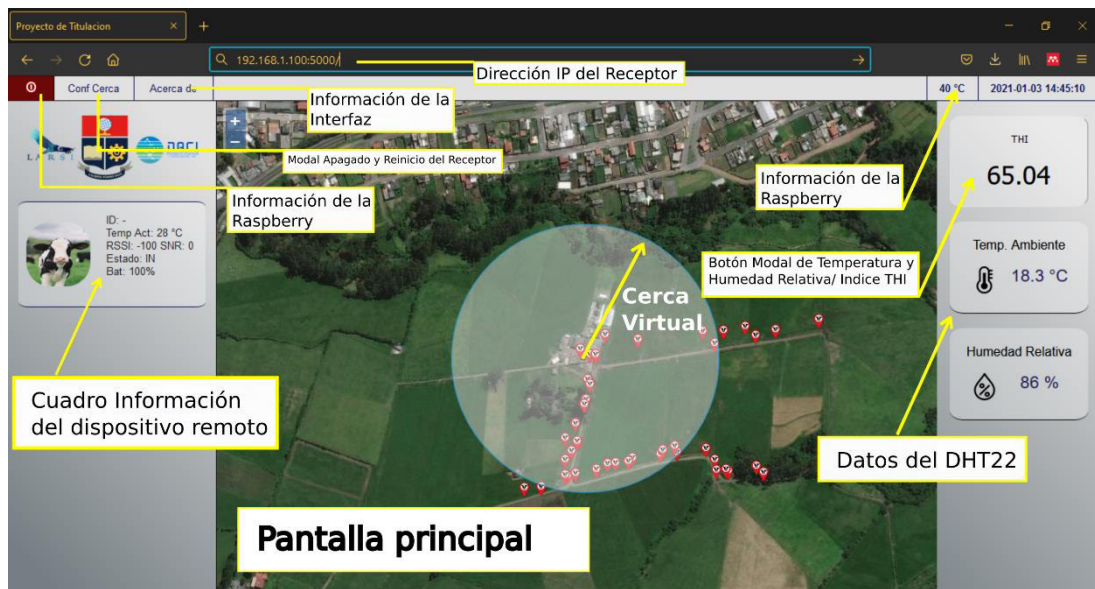 Proyecto de Titulacion
192.168.1.100:5000/
Dirección IP del Receptor
Conf Cerca
Acerca de
40 °C
2021-01-03 14:45:10
Información de la
Interfaz
Modal Apagado y Reinicio del Receptor
Información de la
Raspberry
LARSI
Información de la
Raspberry
THI
65.04
ID: -
Temp Act: 28 °C
RSSI: -100 SNR: 0
Estado: IN
Bat: 100%
Botón Modal de Temperatura y
Humedad Relativa/ Indice THI
Temp. Ambiente
18.3 °C
Cerca
Virtual
Humedad Relativa
86 %
Cuadro Información
del dispositivo remoto
Datos del DHT22
Pantalla principal